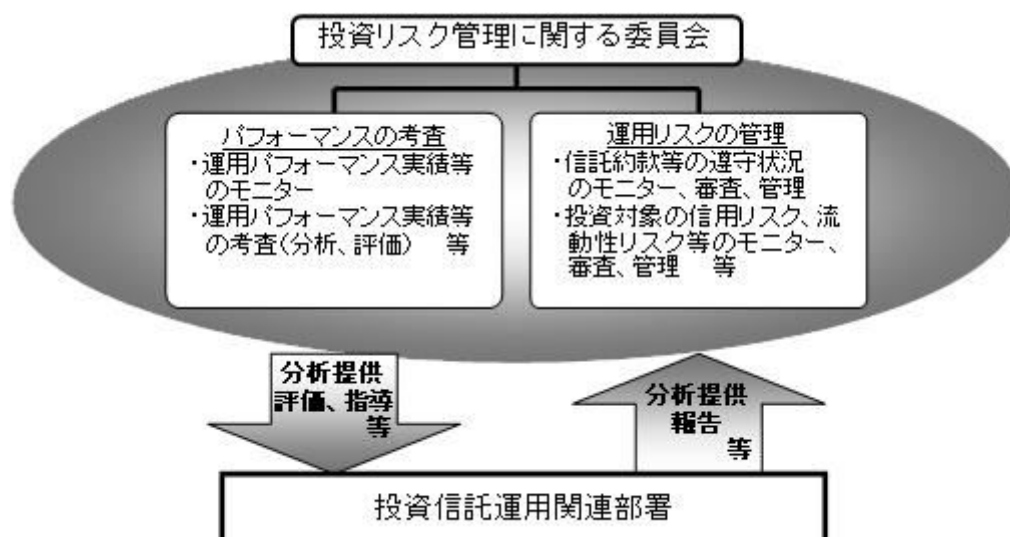 投資リスク管理に関する委員会
パフォーマンスの考査
・運用パフォーマンス実績等
のモニター
・運用パフォーマンス実績等
の考査(分析、評価) 等
運用リスクの管理
・信託約款等の遵守状況
のモニター、審査、管理
・投資対象の信用リスク、流
動性リスク等のモニター、
審査、管理 等
分析提供
評価、指導
等
分析提供
報告
等
投資信託運用関連部署